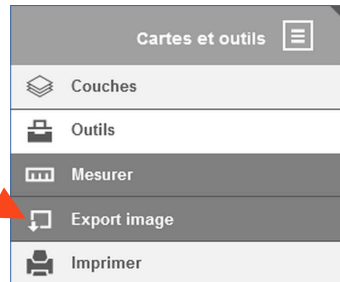 Cartes et outils
Couches
Outils
Mesurer
Export image
Imprimer